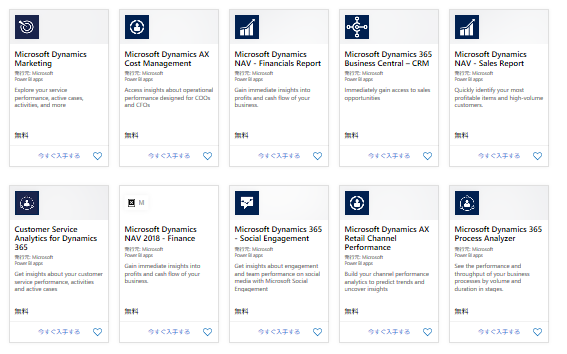 Microsoft Dynamics
Marketing
発行元: Microsoft
Power BI apps
Explore your service
performance, active cases,
activities, and more
無料
今すぐ入手する
Microsoft Dynamics AX
Cost Management
発行元: Microsoft
Power BI apps
Access insights about operational
performance designed for COOs
and CFOs
無料
今すぐ入手する
Microsoft Dynamics
NAV - Financials Report
発行元: Microsoft
Power BI apps
Gain immediate insights into
profits and cash flow of your
business.
無料
今すぐ入手する
Microsoft Dynamics 365
Business Central – CRM
発行元: Microsoft
Power BI apps
Immediately gain access to sales
opportunities
無料
今すぐ入手する
Microsoft Dynamics
NAV - Sales Report
発行元: Microsoft
Power BI apps
Quickly identify your most
profitable items and high-volume
customers.
無料
今すぐ入手する
Customer Service
Analytics for Dynamics
365
発行元: Microsoft
Power BI apps
Get insights about your customer
service performance, activities
and active cases
無料
今すぐ入手する
M
Microsoft Dynamics
NAV 2018 - Finance
発行元: Microsoft
Power BI apps
Gain immediate insights into
profits and cash flow of your
business.
無料
今すぐ入手する
Microsoft Dynamics 365
- Social Engagement
発行元: Microsoft
Power BI apps
Get insights about engagement
and team performance on social
media with Microsoft Social
Engagement
無料
今すぐ入手する
Microsoft Dynamics AX
Retail Channel
Performance
発行元: Microsoft
Power BI apps
Build your channel performance
analytics to predict trends and
uncover insights
無料
今すぐ入手する
Microsoft Dynamics 365
Process Analyzer
発行元: Microsoft
Power BI apps
See the performance and
throughput of your business
processes by volume and
duration in stages.
無料
今すぐ入手する